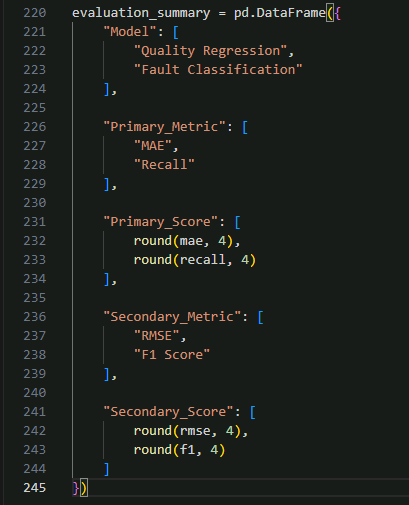 220 evaluation_summary = pd.DataFrame({
221     "Model": [
222         "Quality Regression",
223         "Fault Classification"
224     ],
225
226     "Primary_Metric": [
227         "MAE",
228         "Recall"
229     ],
230
231     "Primary_Score": [
232         round(mae, 4),
233         round(recall, 4)
234     ],
235
236     "Secondary_Metric": [
237         "RMSE",
238         "F1 Score"
239     ],
240
241     "Secondary_Score": [
242         round(rmse, 4),
243         round(f1, 4)
244     ]
245 })